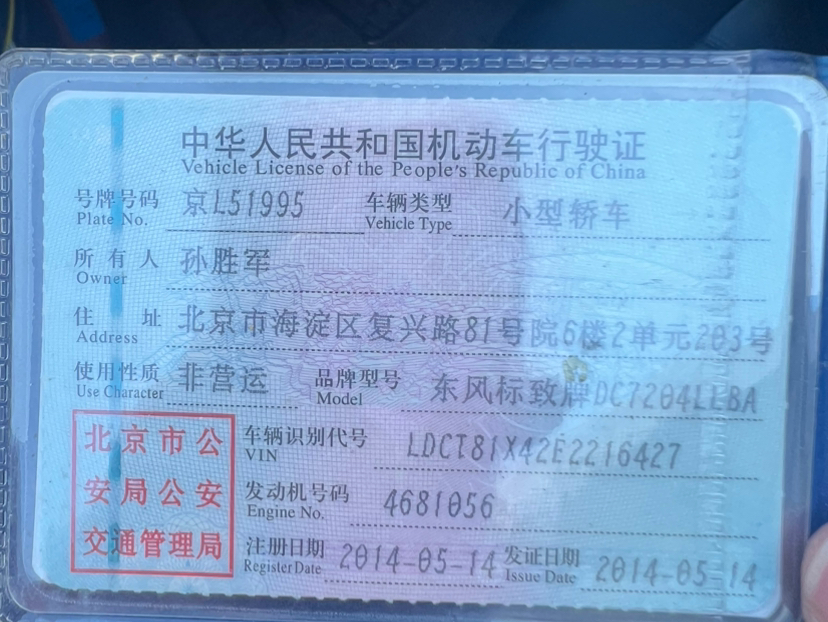 中华人民共和国机动车行驶证
Vehicle License of the People's Republic of China
号牌号码 京L51995 车辆类型 小型轿车
Plate No. Vehicle Type
所有人 孙胜军
Owner
住址 北京市海淀区复兴路81号院6楼2单元203号
Address
使用性质 非营运 品牌型号 东风标致牌DC7204LLBA
Use Character Model
北京市公
安局公安
交通管理局
车辆识别代号 LDCT81X42E2216427
VIN
发动机号码 4681056
Engine No.
注册日期 2014-05-14 发证日期 2014-05-14
Register Date Issue Date